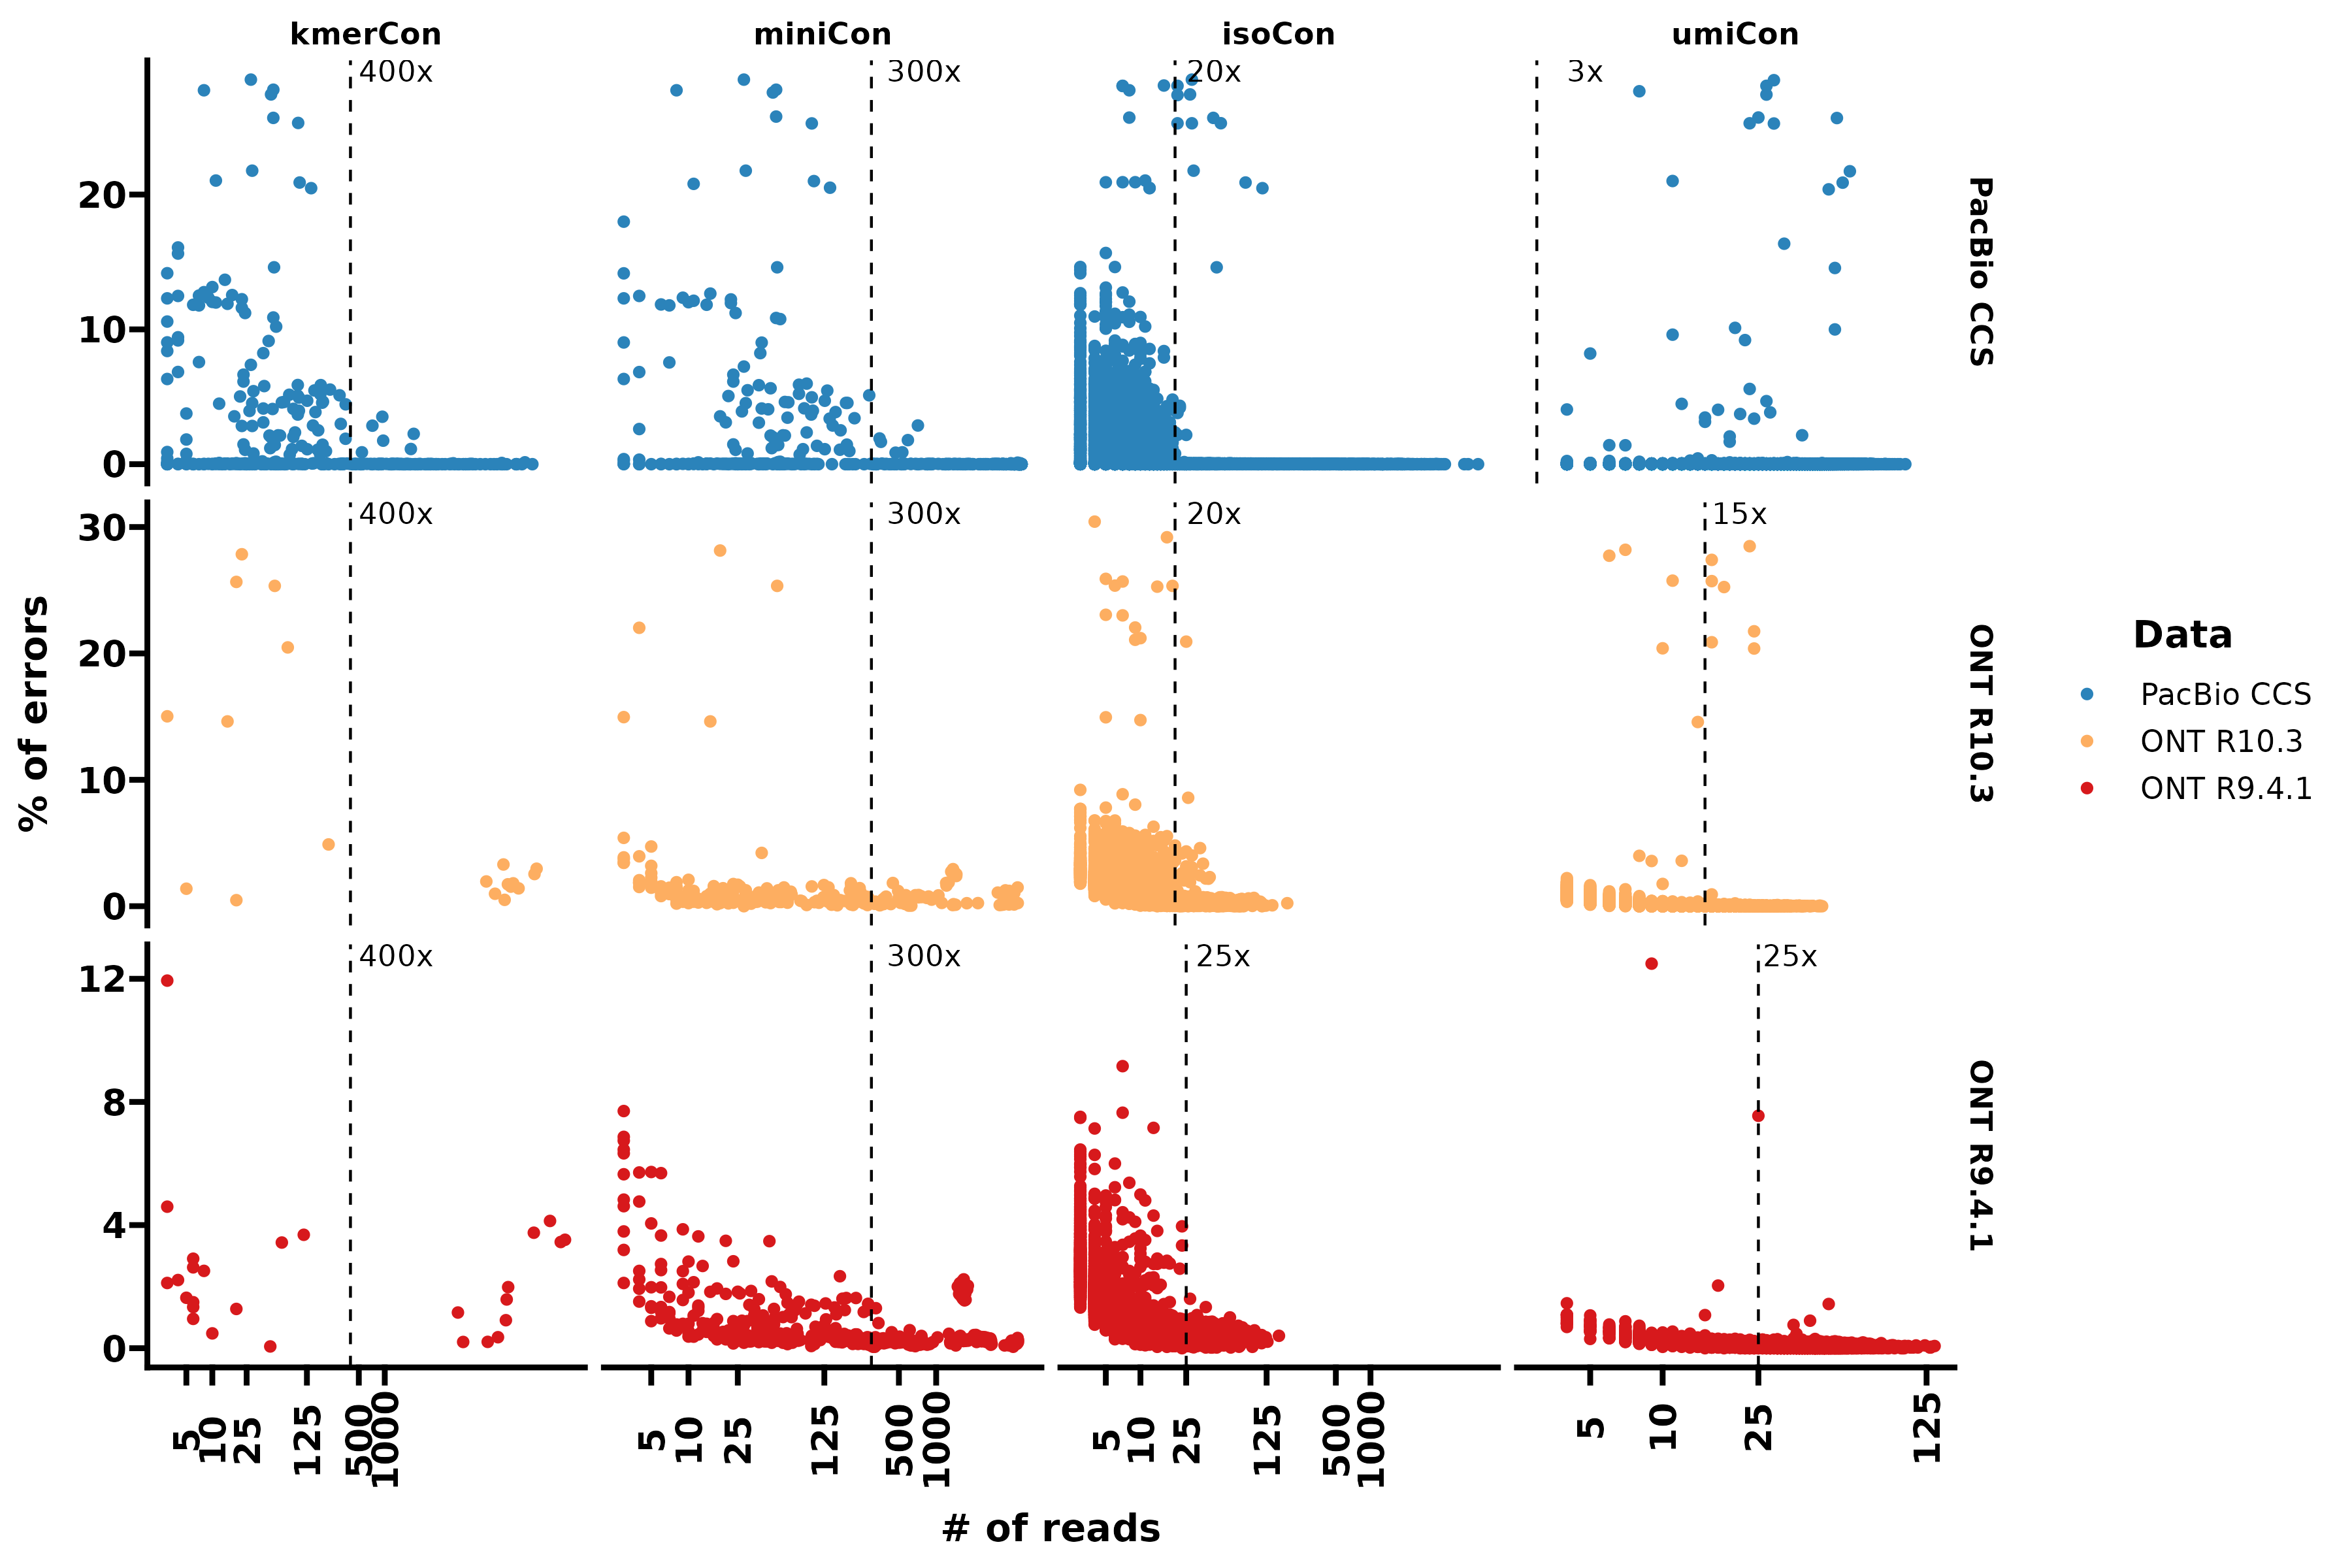 kmerCon miniCon isoCon umiCon
400x 300x 20x 3x
20
10
0
PacBio CCS
400x 300x 20x 15x
30
20
10
0
ONT R10.3
400x 300x 25x 25x
12
8
4
0
ONT R9.4.1
% of errors
5 10 25 125 500 1000 5 10 25 125 500 1000 5 10 25 125 500 1000 5 10 25 125
# of reads
Data
PacBio CCS
ONT R10.3
ONT R9.4.1